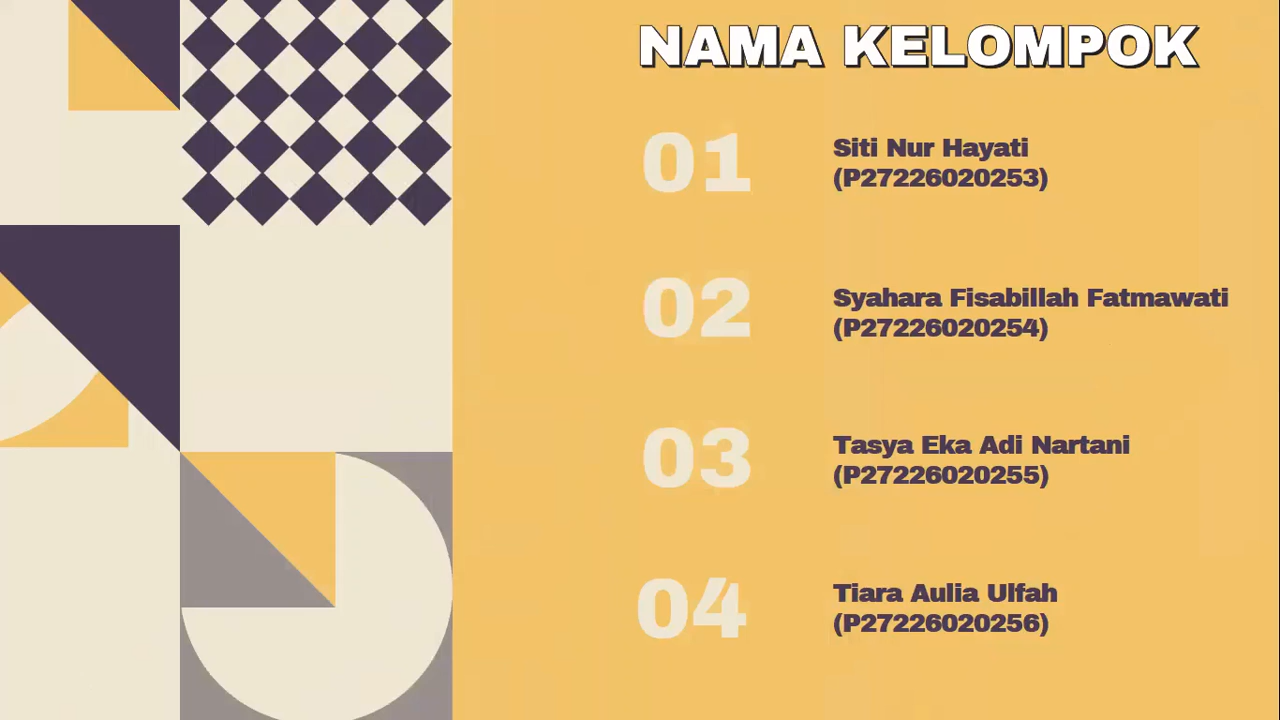 NAMA KELOMPOK
01
Siti Nur Hayati
(P27226020253)
02
Syahara Fisabillah Fatmawati
(P27226020254)
03
Tasya Eka Adi Nartani
(P27226020255)
04
Tiara Aulia Ulfah
(P27226020256)